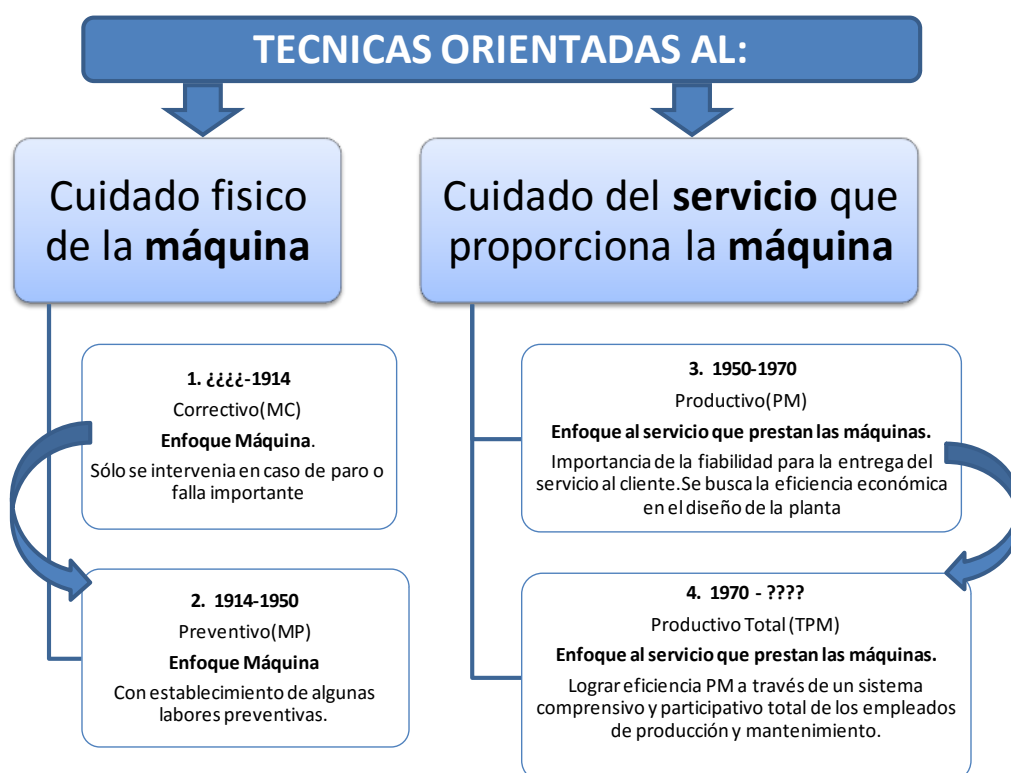 TECNICAS ORIENTADAS AL:
Cuidado fisico
de la máquina
1. ¿¿¿¿-1914
Correctivo(MC)
Enfoque Máquina.
Sólo se intervenia en caso de paro o
falla importante
2. 1914-1950
Preventivo(MP)
Enfoque Máquina
Con establecimiento de algunas
labores preventivas.
Cuidado del servicio que
proporciona la máquina
3. 1950-1970
Productivo(PM)
Enfoque al servicio que prestan las máquinas.
Importancia de la fiabilidad para la entrega del
servicio al cliente.Se busca la eficiencia económica
en el diseño de la planta
4. 1970 - ????
Productivo Total (TPM)
Enfoque al servicio que prestan las máquinas.
Lograr eficiencia PM a través de un sistema
comprensivo y participativo total de los empleados
de producción y mantenimiento.